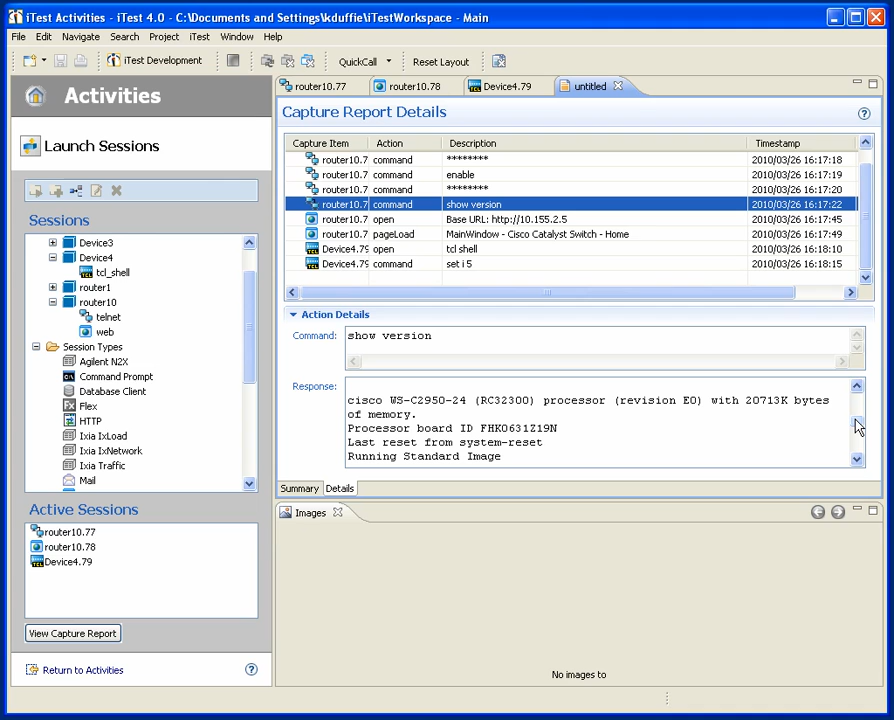 iTest Activities - iTest 4.0 - C:\Documents and Settings\kduffie\iTestWorkspace - Main
File Edit Navigate Search Project iTest Window Help
iTest Development QuickCall Reset Layout
Activities
Launch Sessions
Sessions
Device3
Device4
tcl_shell
router1
router10
telnet
web
Session Types
Agilent N2X
Command Prompt
Database Client
Flex
HTTP
Ixia IxLoad
Ixia IxNetwork
Ixia Traffic
Mail
Active Sessions
router10.77
router10.78
Device4.79
View Capture Report
Return to Activities
router10.77 router10.78 Device4.79 untitled
Capture Report Details
Capture Item Action Description Timestamp
router10.7 command ******** 2010/03/26 16:17:18
router10.7 command enable 2010/03/26 16:17:19
router10.7 command ******** 2010/03/26 16:17:20
router10.7 command show version 2010/03/26 16:17:22
router10.7 open Base URL: http://10.155.2.5 2010/03/26 16:17:45
router10.7 pageLoad MainWindow - Cisco Catalyst Switch - Home 2010/03/26 16:17:49
Device4.79 open tcl shell 2010/03/26 16:18:10
Device4.79 command set i 5 2010/03/26 16:18:15
Action Details
Command: show version
Response:
cisco WS-C2950-24 (RC32300) processor (revision E0) with 20713K bytes
of memory.
Processor board ID FHK0631Z19N
Last reset from system-reset
Running Standard Image
Summary Details
Images
No images to